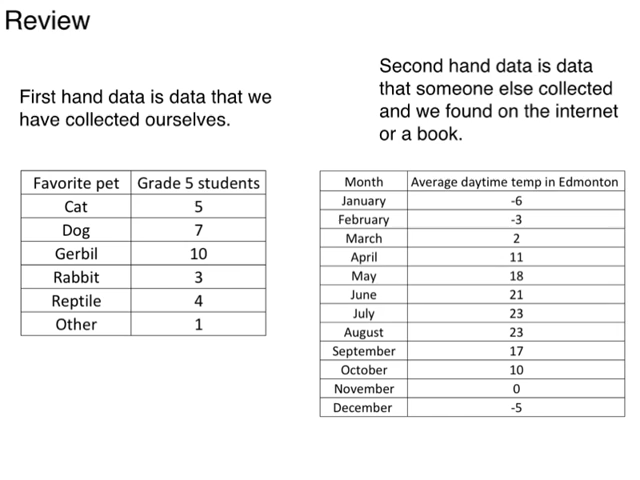 Review
First hand data is data that we
have collected ourselves.
Favorite pet Grade 5 students
Cat 5
Dog 7
Gerbil 10
Rabbit 3
Reptile 4
Other 1
Second hand data is data
that someone else collected
and we found on the internet
or a book.
Month Average daytime temp in Edmonton
January -6
February -3
March 2
April 11
May 18
June 21
July 23
August 23
September 17
October 10
November 0
December -5